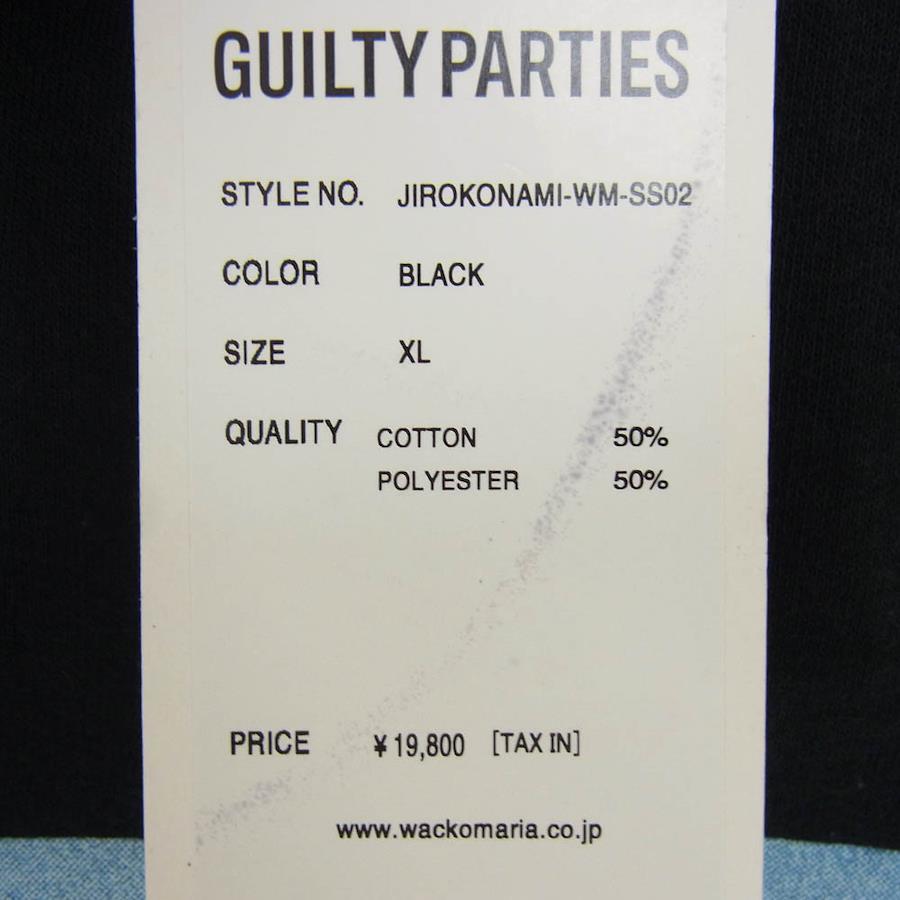 GUILTY PARTIES
STYLE NO. JIROKONAMI-WM-SS02
COLOR BLACK
SIZE XL
QUALITY COTTON 50%
POLYESTER 50%
PRICE ¥19,800 [TAX IN]
www.wackomaria.co.jp